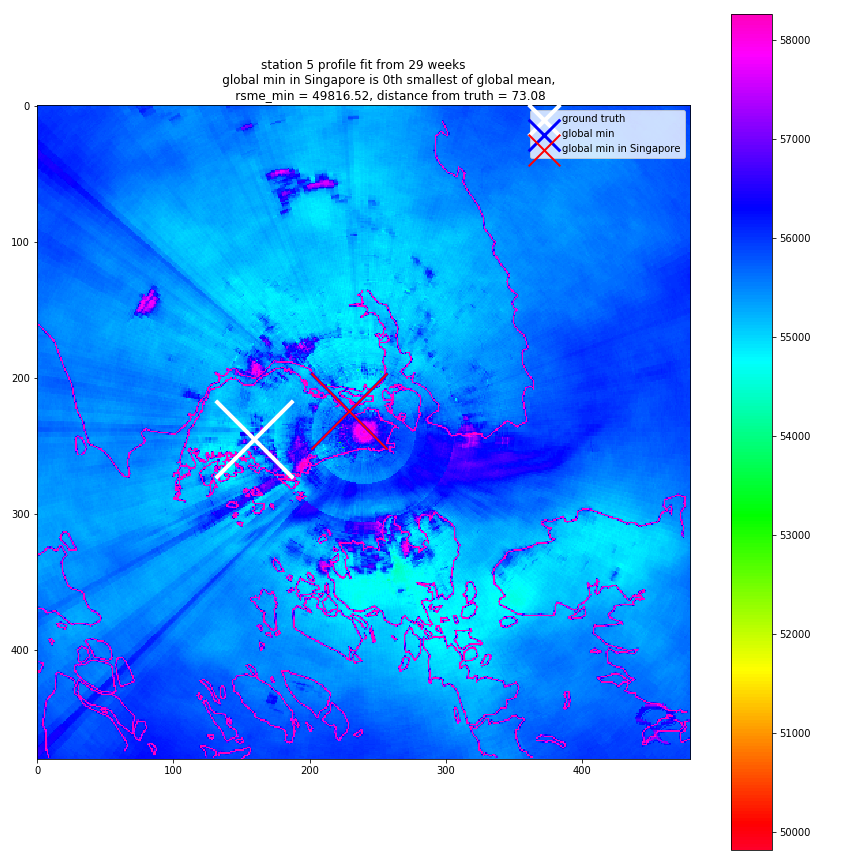 station 5 profile fit from 29 weeks
global min in Singapore is 0th smallest of global mean,
rsme_min = 49816.52, distance from truth = 73.08
ground truth
global min
global min in Singapore
0
100
200
300
400
0 100 200 300 400
58000
57000
56000
55000
54000
53000
52000
51000
50000